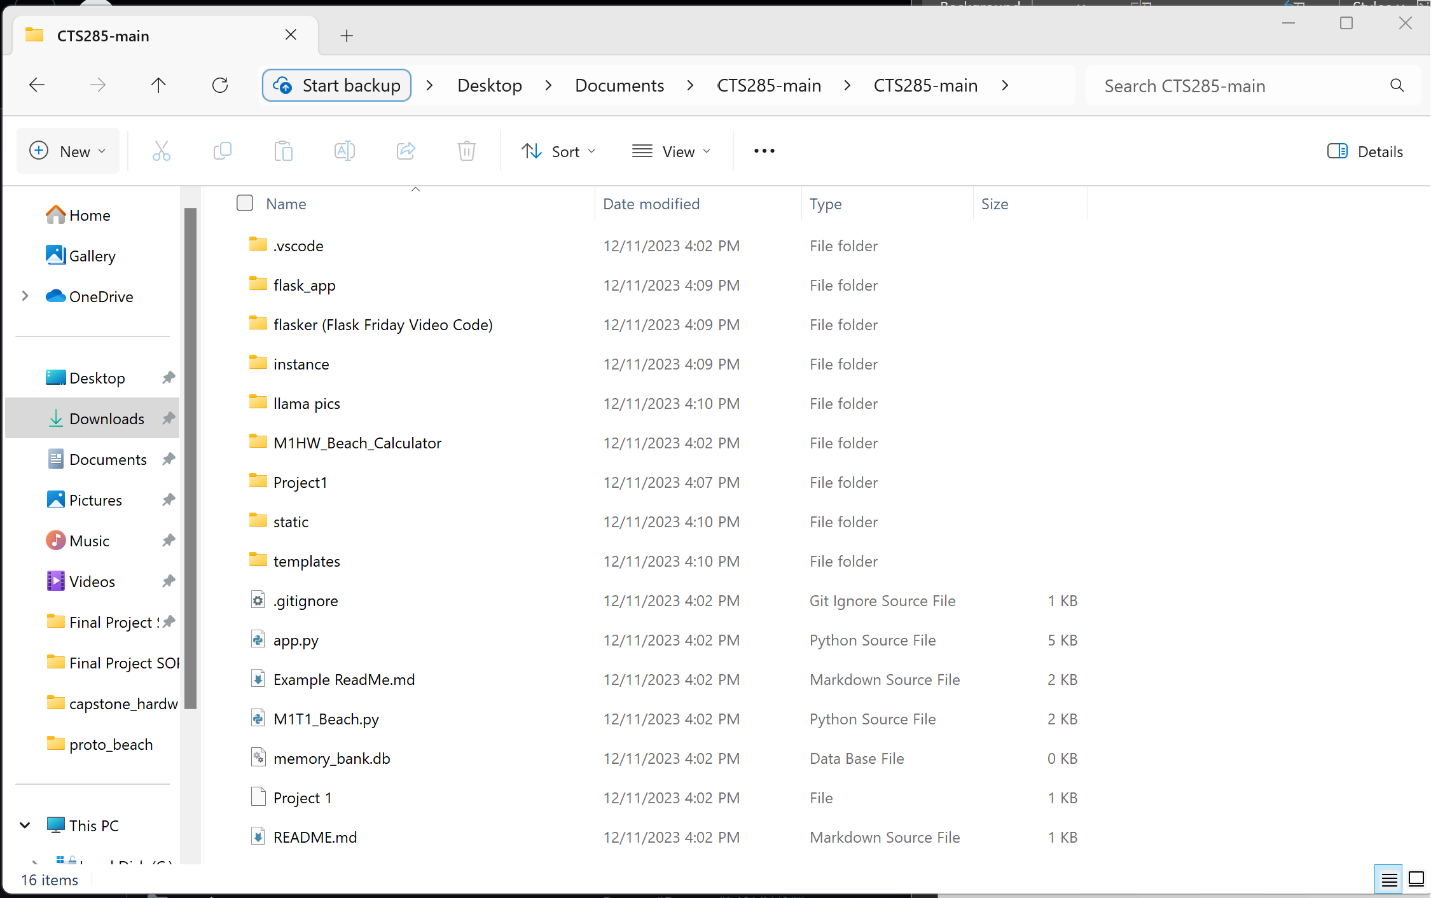 CTS285-main
Start backup > Desktop > Documents > CTS285-main > CTS285-main >
Search CTS285-main
New
Sort
View
Details
Home
Gallery
OneDrive
Desktop
Downloads
Documents
Pictures
Music
Videos
Final Project
Final Project SOF
capstone_hardw
proto_beach
This PC
Name Date modified Type Size
.vscode 12/11/2023 4:02 PM File folder
flask_app 12/11/2023 4:09 PM File folder
flasker (Flask Friday Video Code) 12/11/2023 4:09 PM File folder
instance 12/11/2023 4:09 PM File folder
llama pics 12/11/2023 4:10 PM File folder
M1HW_Beach_Calculator 12/11/2023 4:02 PM File folder
Project1 12/11/2023 4:07 PM File folder
static 12/11/2023 4:10 PM File folder
templates 12/11/2023 4:10 PM File folder
.gitignore 12/11/2023 4:02 PM Git Ignore Source File 1 KB
app.py 12/11/2023 4:02 PM Python Source File 5 KB
Example ReadMe.md 12/11/2023 4:02 PM Markdown Source File 2 KB
M1T1_Beach.py 12/11/2023 4:02 PM Python Source File 2 KB
memory_bank.db 12/11/2023 4:02 PM Data Base File 0 KB
Project 1 12/11/2023 4:02 PM File 1 KB
README.md 12/11/2023 4:02 PM Markdown Source File 1 KB
16 items